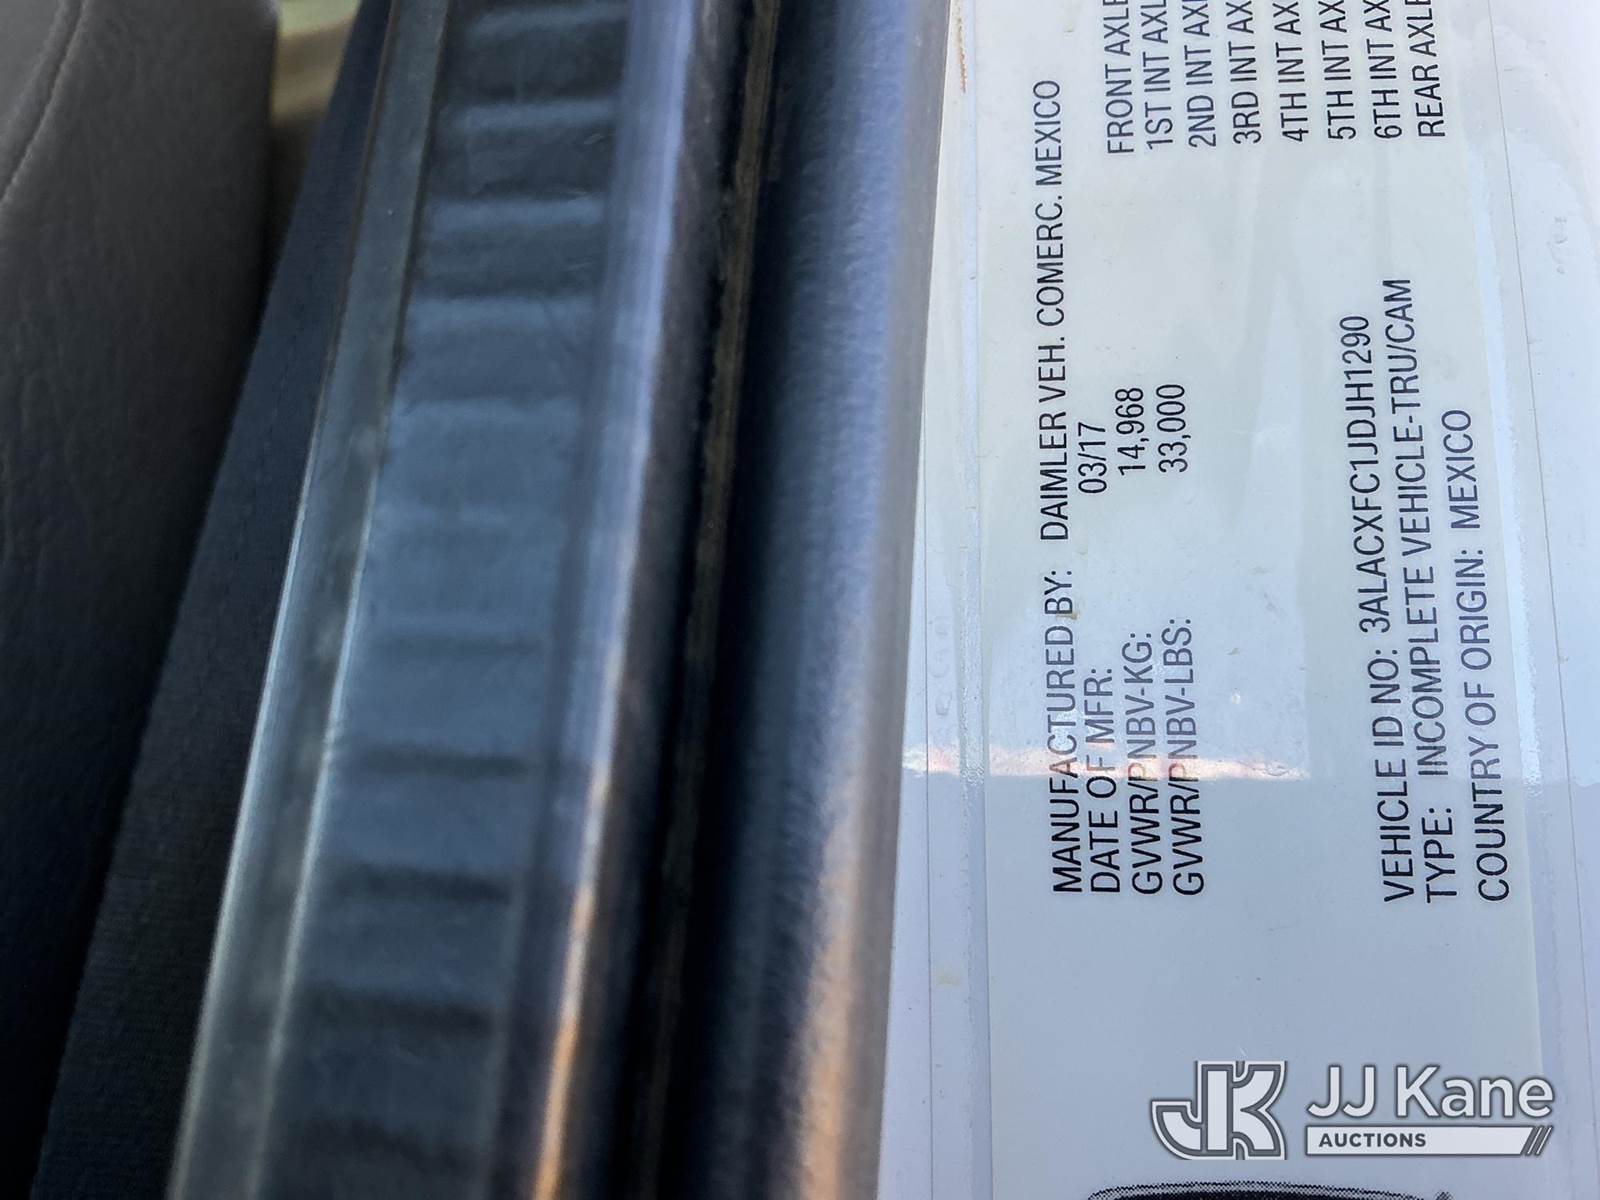 MANUFACTURED BY: DAIMLER VEH. COMERC. MEXICO
DATE OF MFR: 03/17
GVWR/PNBV-KG: 14,968
GVWR/PNBV-LBS: 33,000
VEHICLE ID NO: 3ALACXFC1JDJH1290
TYPE: INCOMPLETE VEHICLE-TRU/CAM
COUNTRY OF ORIGIN: MEXICO
FRONT AXLE
1ST INT AXL
2ND INT AXL
3RD INT AX
4TH INT AX
5TH INT AX
6TH INT AX
REAR AXLE
JK JJ Kane
AUCTIONS